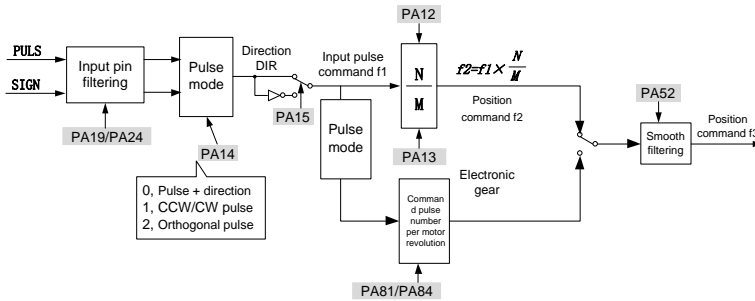 PULS
SIGN
Input pin
filtering
PA19/PA24
Pulse
mode
PA14
0, Pulse + direction
1, CCW/CW pulse
2, Orthogonal pulse
Direction
DIR
PA15
Input pulse
command f1
Pulse
mode
PA12
N
M
PA13
f2=f1×N/M
Position
command f2
Electronic
gear
Comman
d pulse
number
per motor
revolution
PA81/PA84
PA52
Smooth
filtering
Position
command f3